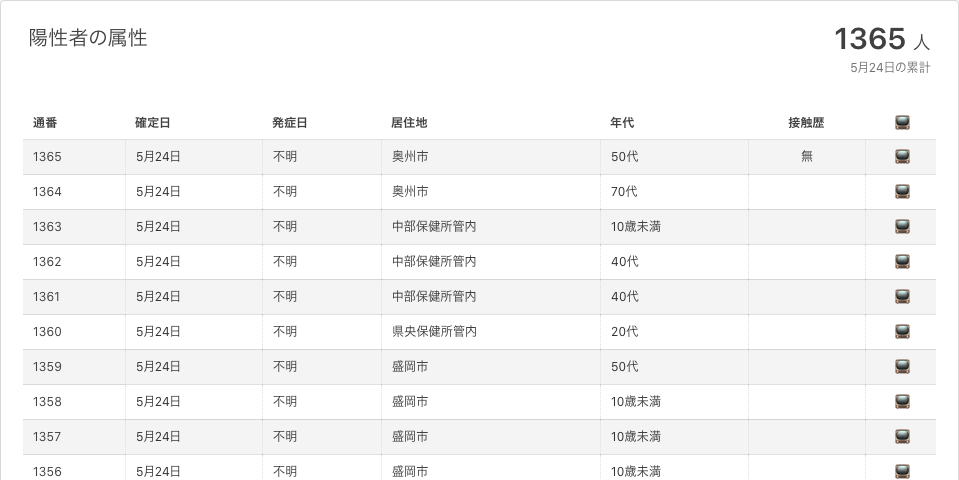 陽性者の属性
1365 人
5月24日の累計
通番 確定日 発症日 居住地 年代 接触歴
1365 5月24日 不明 奥州市 50代 無
1364 5月24日 不明 奥州市 70代
1363 5月24日 不明 中部保健所管内 10歳未満
1362 5月24日 不明 中部保健所管内 40代
1361 5月24日 不明 中部保健所管内 40代
1360 5月24日 不明 県央保健所管内 20代
1359 5月24日 不明 盛岡市 50代
1358 5月24日 不明 盛岡市 10歳未満
1357 5月24日 不明 盛岡市 10歳未満
1356 5月24日 不明 盛岡市 10歳未満